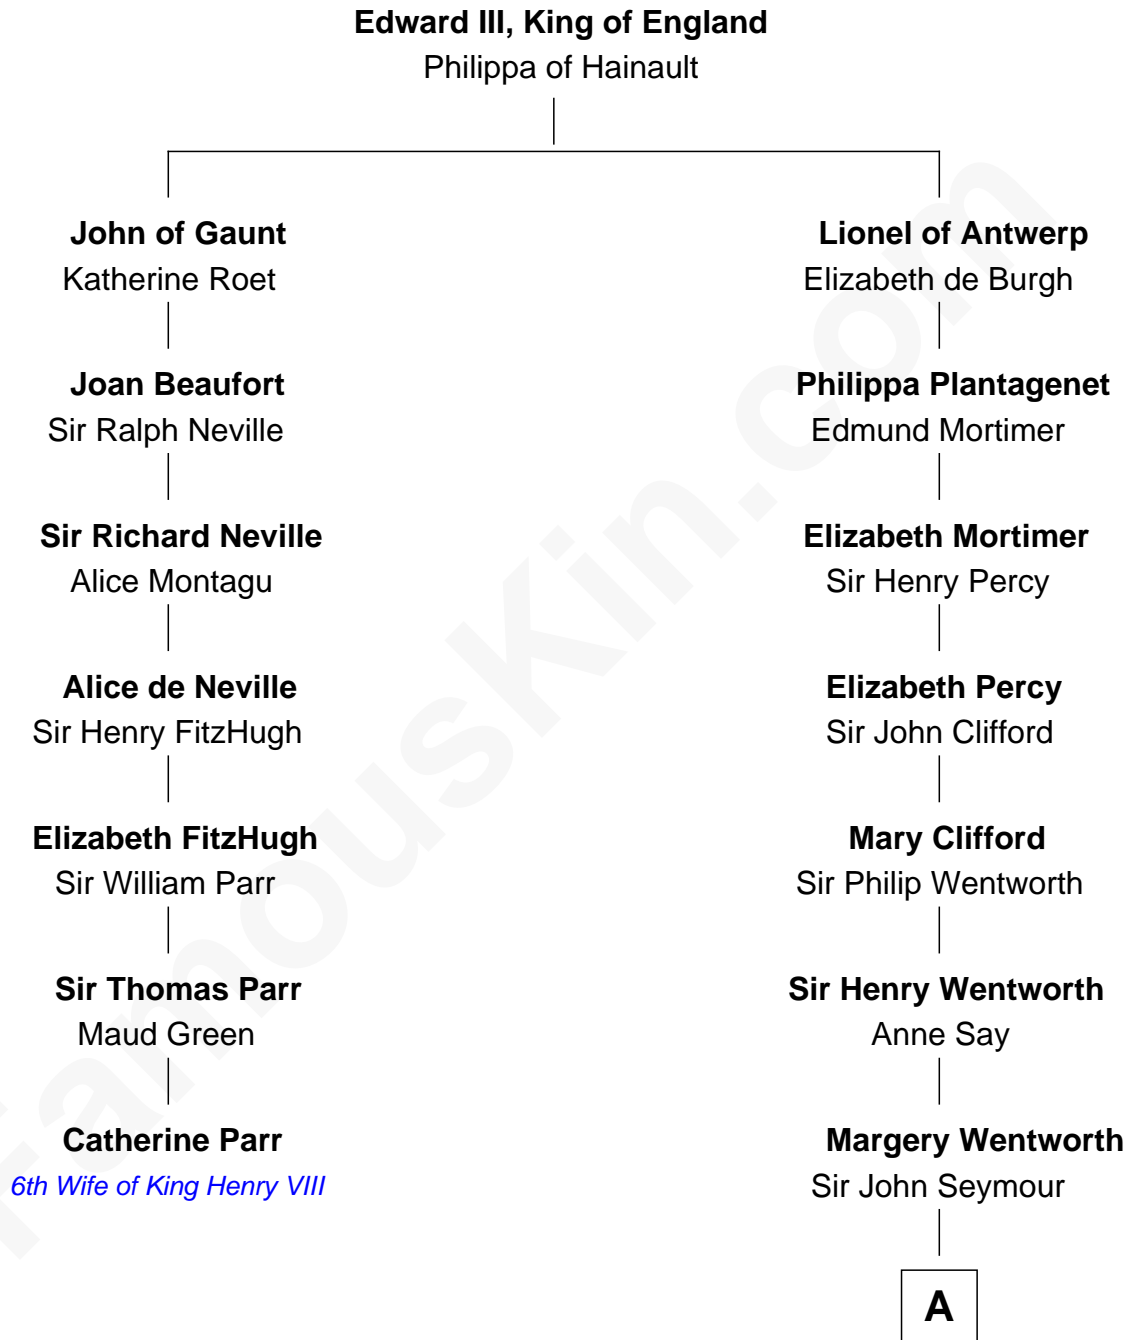 Edward III, King of England
Philippa of Hainault
John of Gaunt
Katherine Roet
Lionel of Antwerp
Elizabeth de Burgh
Joan Beaufort
Sir Ralph Neville
Philippa Plantagenet
Edmund Mortimer
Sir Richard Neville
Alice Montagu
Elizabeth Mortimer
Sir Henry Percy
Alice de Neville
Sir Henry FitzHugh
Elizabeth Percy
Sir John Clifford
Elizabeth FitzHugh
Sir William Parr
Mary Clifford
Sir Philip Wentworth
Sir Thomas Parr
Maud Green
Sir Henry Wentworth
Anne Say
Catherine Parr
6th Wife of King Henry VIII
Margery Wentworth
Sir John Seymour
A
FamousKin.com